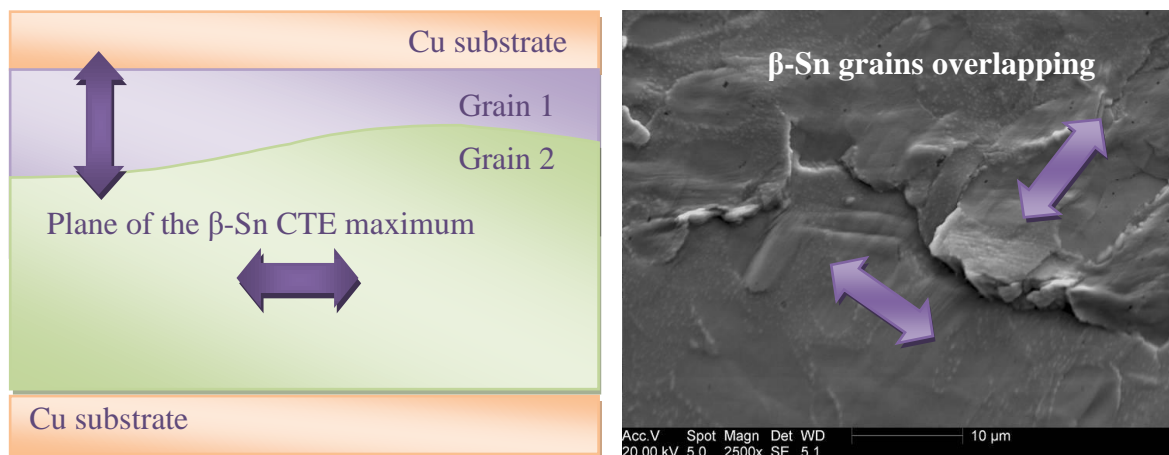 Cu substrate
Grain 1
Grain 2
Plane of the β-Sn CTE maximum
Cu substrate
β-Sn grains overlapping
Acc.V Spot Magn Det WD
20.00 kV 5.0 2500x SE 5.1
10 µm